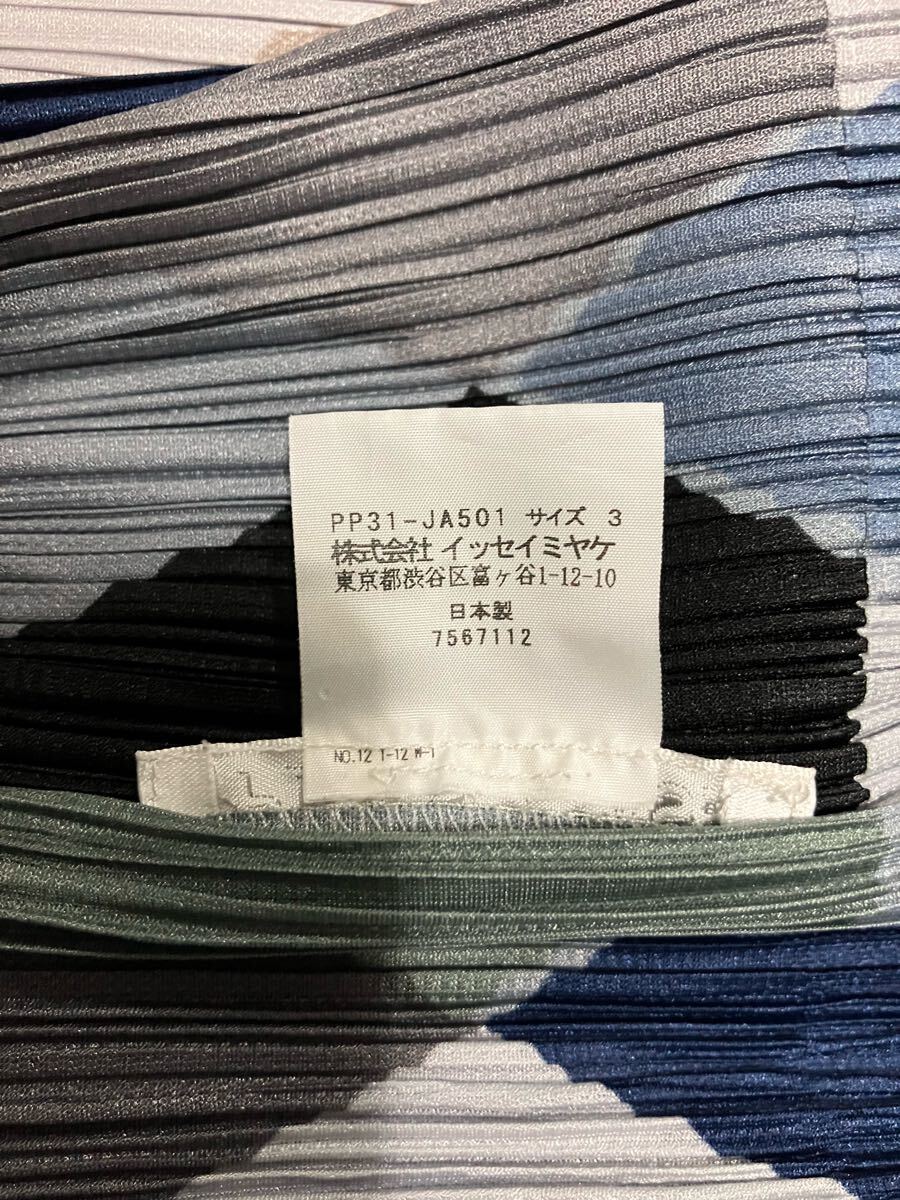 PP31-JA501 サイズ 3
株式会社 イッセイミヤケ
東京都渋谷区富ヶ谷1-12-10
日本製
7567112
NO.12 T-12 W-1
L